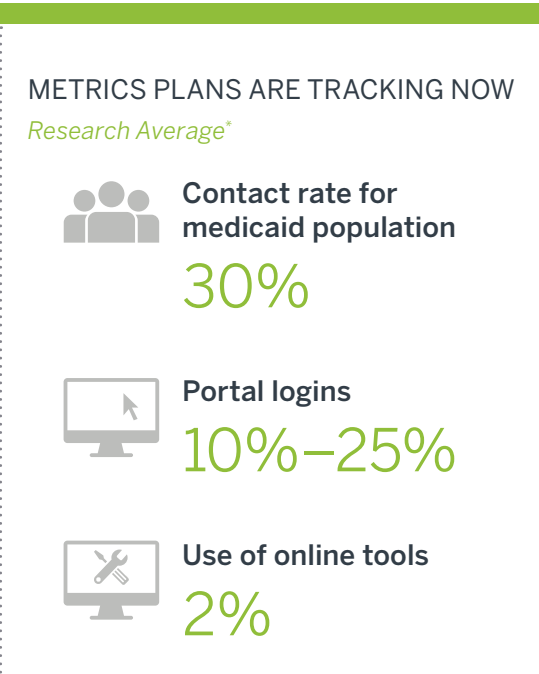 METRICS PLANS ARE TRACKING NOW
Research Average*
Contact rate for
medicaid population
30%
Portal logins
10%–25%
Use of online tools
2%